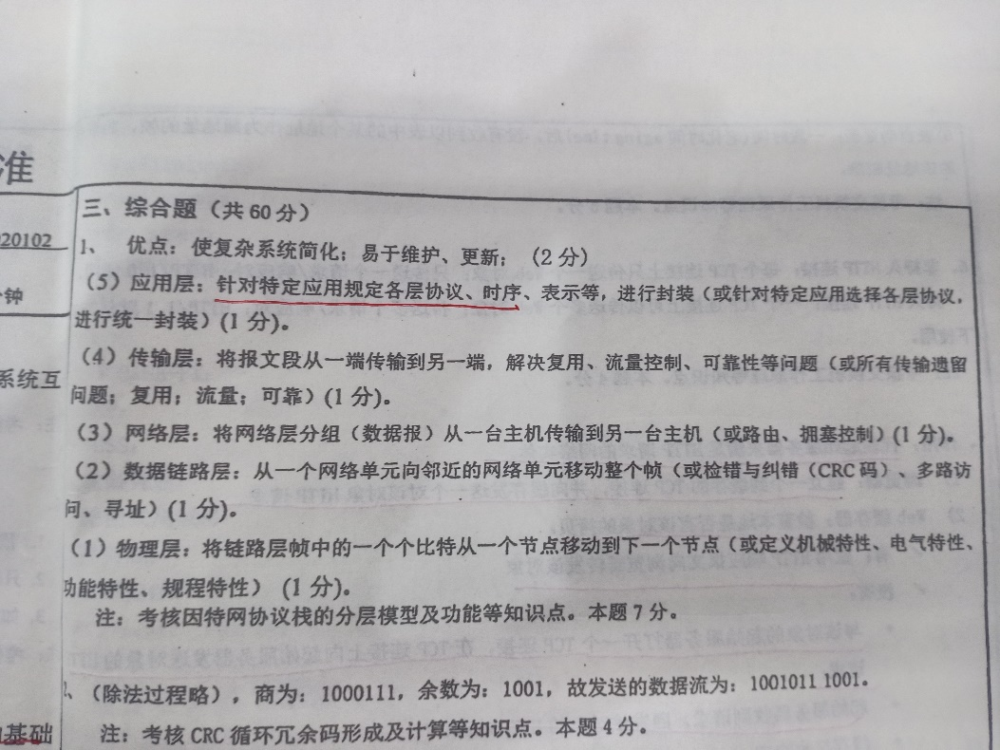 准
三、综合题（共 60 分）
020102
1、 优点：使复杂系统简化；易于维护、更新；（2 分）
（5）应用层：针对特定应用规定各层协议、时序、表示等，进行封装（或针对特定应用选择各层协议，
钟
进行统一封装）(1 分)。
（4）传输层：将报文段从一端传输到另一端，解决复用、流量控制、可靠性等问题（或所有传输遗留
系统互
问题；复用；流量；可靠）(1 分)。
（3）网络层：将网络层分组（数据报）从一台主机传输到另一台主机（或路由、拥塞控制）(1 分)。
（2）数据链路层：从一个网络单元向邻近的网络单元移动整个帧（或检错与纠错（CRC 码）、多路访
问、寻址）(1 分)。
（1）物理层：将链路层帧中的一个个比特从一个节点移动到下一个节点（或定义机械特性、电气特性、
功能特性、规程特性） (1 分)。
注：考核因特网协议栈的分层模型及功能等知识点。本题 7 分。
、（除法过程略），商为：1000111，余数为：1001，故发送的数据流为：1001011 1001。
基础
注：考核 CRC 循环冗余码形成及计算等知识点。本题 4 分。